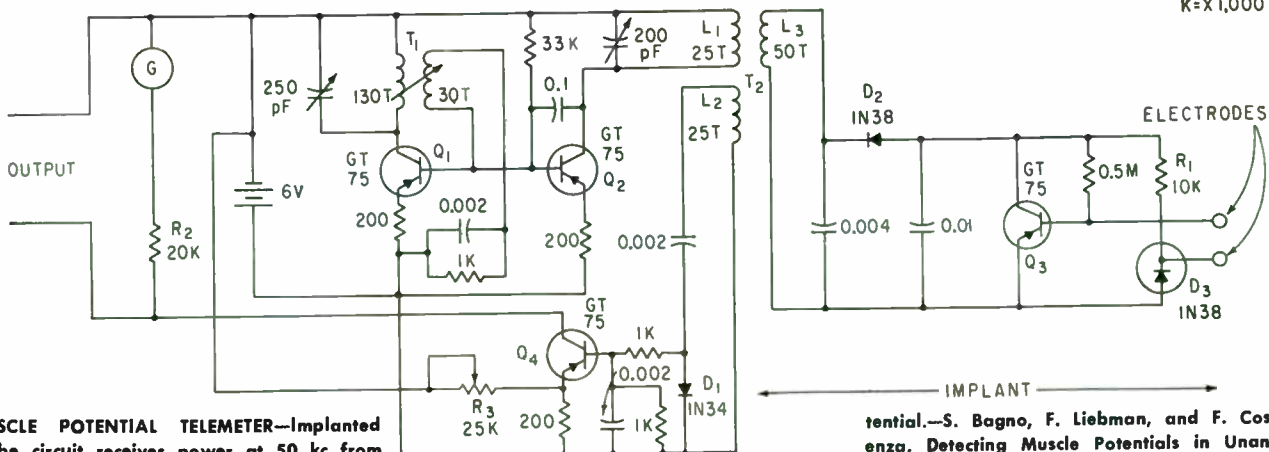 K=X1,000
OUTPUT
G
R2
20K
6V
250
pF
T1
130T
30T
GT
75
Q1
200
0.002
1K
33K
0.1
200
pF
GT
75
Q2
200
L1
25T
L2
25T
T2
L3
50T
0.002
GT
75
Q4
1K
0.002
1K
200
R3
25K
D1
1N34
D2
1N38
0.004
0.01
GT
75
Q3
0.5M
R1
10K
D3
1N38
ELECTRODES
IMPLANT
SCLE POTENTIAL TELEMETER—Implanted
he circuit receives power at 50 kc from
tential.—S. Bagno, F. Liebman, and F. Cos
enza, Detecting Muscle Potentials in Unan